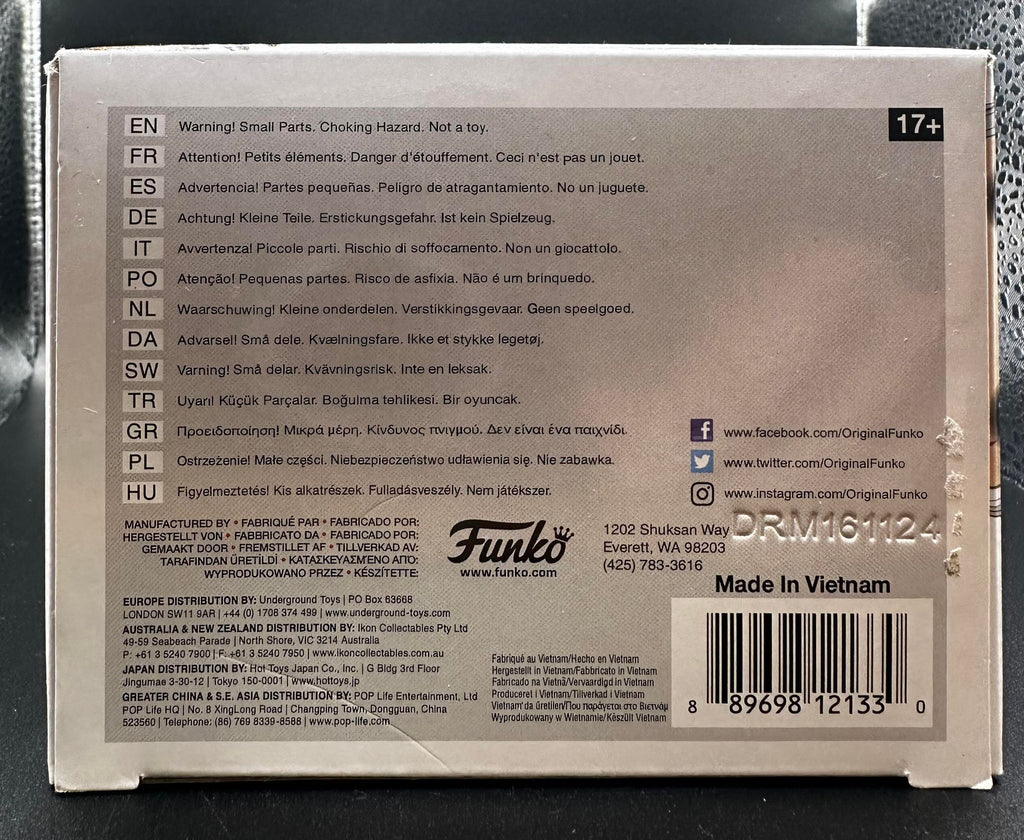 EN Warning! Small Parts. Choking Hazard. Not a toy.
17+
FR Attention! Petits éléments. Danger d'étouffement. Ceci n'est pas un jouet.
ES Advertencia! Partes pequeñas. Peligro de atragantamiento. No un juguete.
DE Achtung! Kleine Teile. Erstickungsgefahr. Ist kein Spielzeug.
IT Avvertenza! Piccole parti. Rischio di soffocamento. Non un giocattolo.
PO Atenção! Pequenas partes. Risco de asfixia. Não é um brinquedo.
NL Waarschuwing! Kleine onderdelen. Verstikkingsgevaar. Geen speelgoed.
DA Advarsel! Små dele. Kvælningsfare. Ikke et stykke legetøj.
SW Varning! Små delar. Kvävningsrisk. Inte en leksak.
TR Uyarı! Küçük Parçalar. Boğulma tehlikesi. Bir oyuncak.
GR Προειδοποίηση! Μικρά μέρη. Κίνδυνος πνιγμού. Δεν είναι ένα παιχνίδι.
PL Ostrzeżenie! Małe części. Niebezpieczeństwo udławienia się. Nie zabawka.
HU Figyelmeztetés! Kis alkatrészek. Fulladásveszély. Nem játékszer.
www.facebook.com/OriginalFunko
www.twitter.com/OriginalFunko
www.instagram.com/OriginalFunko
MANUFACTURED BY • FABRIQUÉ PAR • FABRICADO POR:
HERGESTELLT VON • FABBRICATO DA • FABRICADO POR:
GEMAAKT DOOR • FREMSTILLET AF • TILLVERKAD AV:
TARAFINDAN ÜRETİLDİ • ΚΑΤΑΣΚΕΥΑΣΜΈΝΟ ΑΠΌ:
WYPRODUKOWANO PRZEZ • KÉSZÍTETTE:
Funko
www.funko.com
1202 Shuksan Way
Everett, WA 98203
(425) 783-3616
DRM161124
Made In Vietnam
EUROPE DISTRIBUTION BY: Underground Toys | PO Box 63668
LONDON SW11 9AR | +44 (0) 1708 374 499 | www.underground-toys.com
AUSTRALIA & NEW ZEALAND DISTRIBUTION BY: Ikon Collectables Pty Ltd
49-59 Seabeach Parade | North Shore, VIC 3214 Australia
P: +61 3 5240 7900 | F: +61 3 5240 7950 | www.ikoncollectables.com.au
JAPAN DISTRIBUTION BY: Hot Toys Japan Co., Inc. | G Bldg 3rd Floor
Jingumae 3-30-12 | Tokyo 150-0001 | www.hottoys.jp
GREATER CHINA & S.E. ASIA DISTRIBUTION BY: POP Life Entertainment, Ltd
POP Life HQ | No. 8 XingLong Road | Changping Town, Dongguan, China
523560 | Telephone: (86) 769 8339-8588 | www.pop-life.com
Fabriqué au Vietnam/Hecho en Vietnam
Hergestellt in Vietnam/Fabbricato in Vietnam
Fabricado na Vietnã/Vervaardigd in Vietnam
Produceret i Vietnam/Tillverkad i Vietnam
Vietnam'da üretilen/Που παράγεται στο Βιετνάμ
Wyprodukowany w Wietnamie/Készült Vietnam
8 89698 12133 0